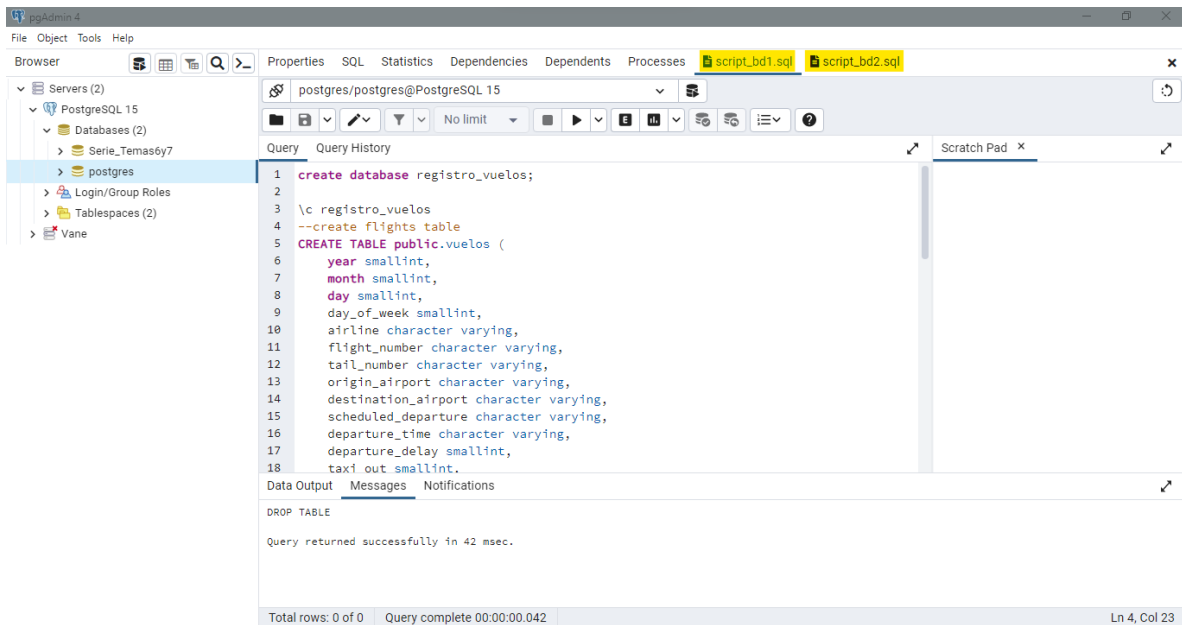 pgAdmin 4
File Object Tools Help
Browser
Properties SQL Statistics Dependencies Dependents Processes script_bd1.sql script_bd2.sql
Servers (2)
PostgreSQL 15
Databases (2)
Serie_Temas6y7
postgres
Login/Group Roles
Tablespaces (2)
Vane
postgres/postgres@PostgreSQL 15
No limit
E
Query Query History
Scratch Pad
1 create database registro_vuelos;
2
3 \c registro_vuelos
4 --create flights table
5 CREATE TABLE public.vuelos (
6 year smallint,
7 month smallint,
8 day smallint,
9 day_of_week smallint,
10 airline character varying,
11 flight_number character varying,
12 tail_number character varying,
13 origin_airport character varying,
14 destination_airport character varying,
15 scheduled_departure character varying,
16 departure_time character varying,
17 departure_delay smallint,
18 taxi_out smallint,
Data Output Messages Notifications
DROP TABLE
Query returned successfully in 42 msec.
Total rows: 0 of 0 Query complete 00:00:00.042 Ln 4, Col 23